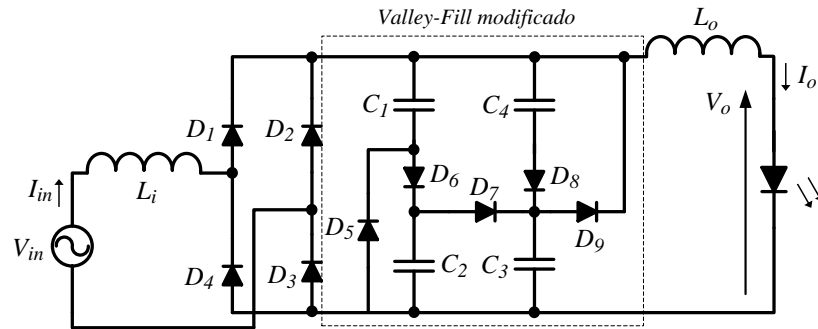 Valley-Fill modificado
L_o
I_o
C_1
C_4
V_o
D_1
D_2
D_6
D_8
I_in
L_i
D_7
D_5
D_9
V_in
D_4
D_3
C_2
C_3